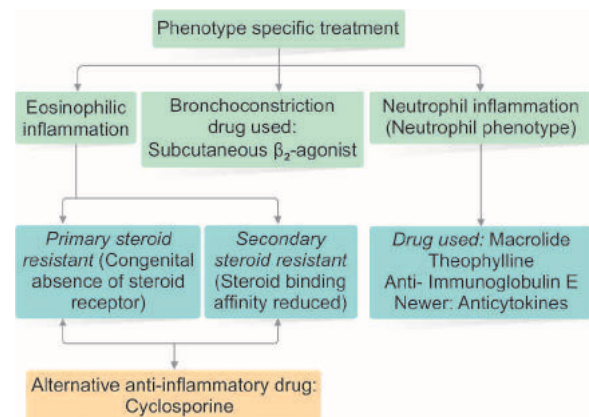 Phenotype specific treatment
Eosinophilic
inflammation
Bronchoconstriction
drug used:
Subcutaneous β₂-agonist
Neutrophil inflammation
(Neutrophil phenotype)
Primary steroid
resistant (Congenital
absence of steroid
receptor)
Secondary
steroid resistant
(Steroid binding
affinity reduced)
Drug used: Macrolide
Theophylline
Anti- Immunoglobulin E
Newer: Anticytokines
Alternative anti-inflammatory drug:
Cyclosporine